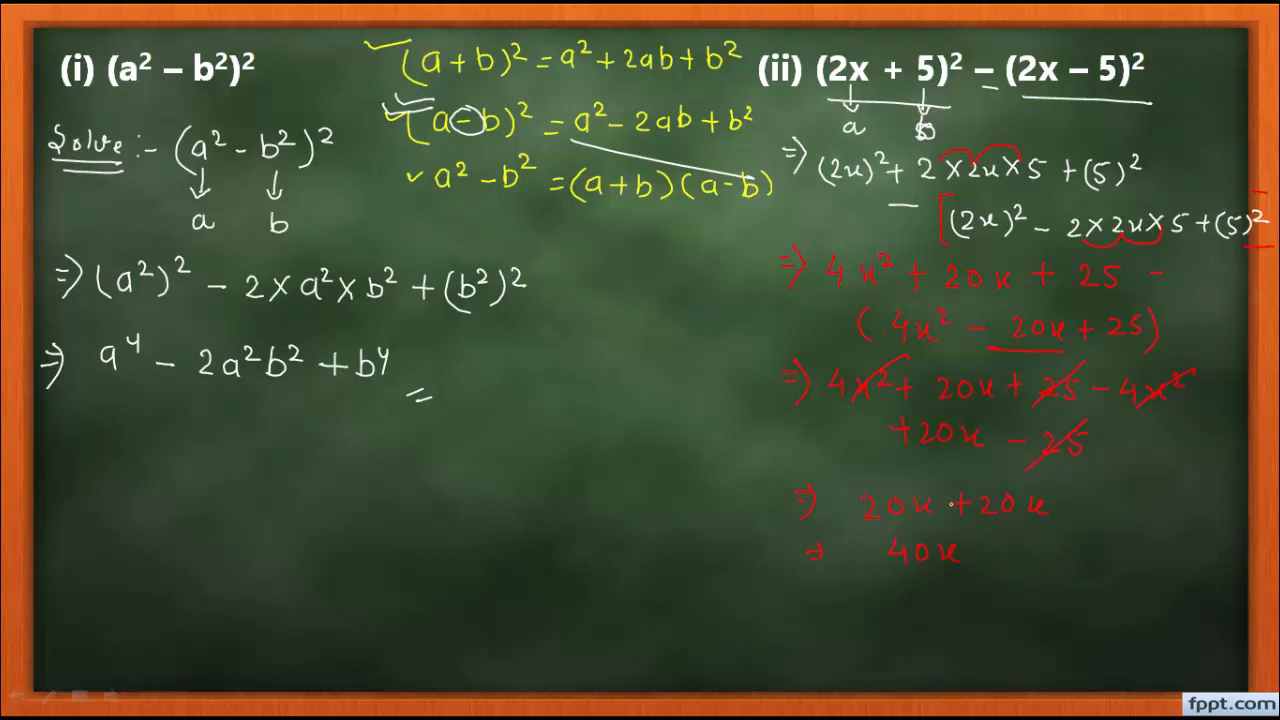 (i) (a² – b²)²
Solve :- (a² - b²)²
a b
=> (a²)² - 2 × a² × b² + (b²)²
=> a⁴ - 2a²b² + b⁴
=
(a + b)² = a² + 2ab + b²
(a - b)² = a² - 2ab + b²
a² - b² = (a + b) (a - b)
(ii) (2x + 5)² – (2x – 5)²
a b
=> (2x)² + 2 × 2x × 5 + (5)²
- [(2x)² - 2 × 2x × 5 + (5)²]
=> 4x² + 20x + 25 -
(4x² - 20x + 25)
=> 4x² + 20x + 25 - 4x²
+ 20x - 25
=> 20x + 20x
=> 40x
fppt.com